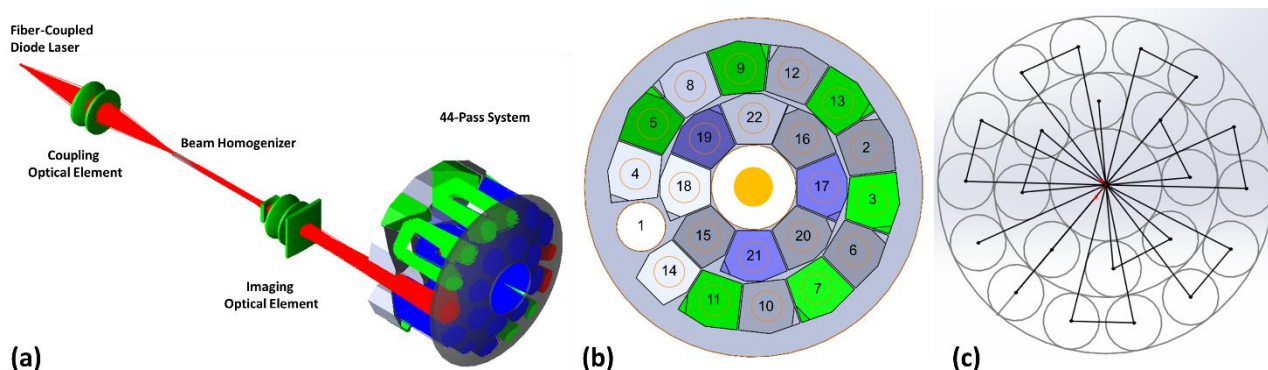 Fiber-Coupled
Diode Laser
Coupling
Optical Element
Beam Homogenizer
Imaging
Optical Element
44-Pass System
(a)
9
12
8
13
5
22
2
19
16
4
18
17
3
1
15
20
6
14
21
7
11
10
(b)
(c)